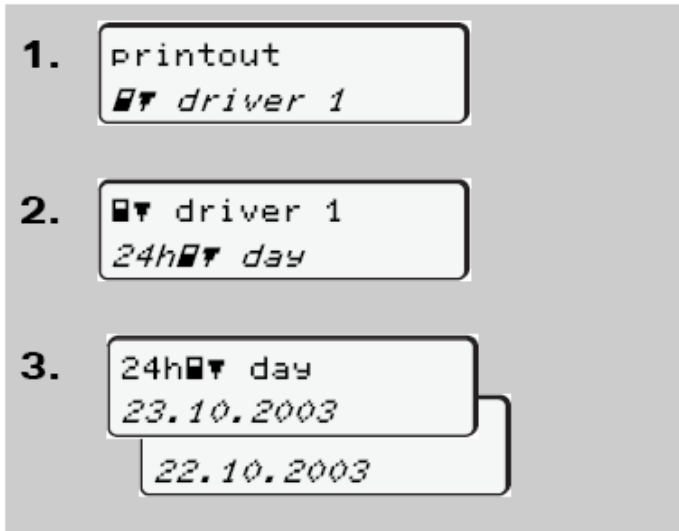 1. printout
driver 1
2. driver 1
24h day
3. 24h day
23.10.2003
22.10.2003